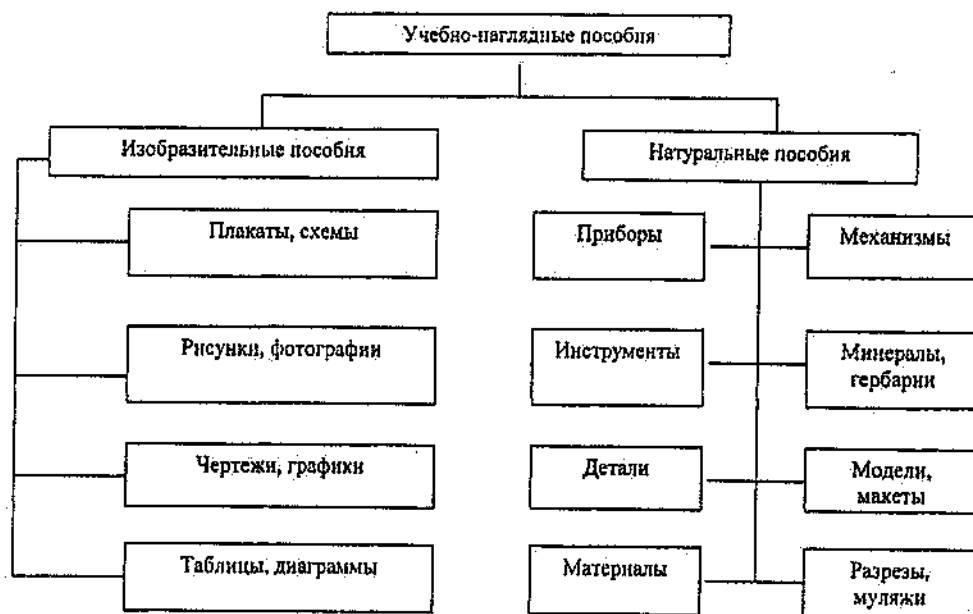 Учебно-наглядные пособия
Изобразительные пособия
Натуральные пособия
Плакаты, схемы
Приборы
Механизмы
Рисунки, фотографии
Инструменты
Минералы,
гербарии
Чертежи, графики
Детали
Модели,
макеты
Таблицы, диаграммы
Материалы
Разрезы,
муляжи